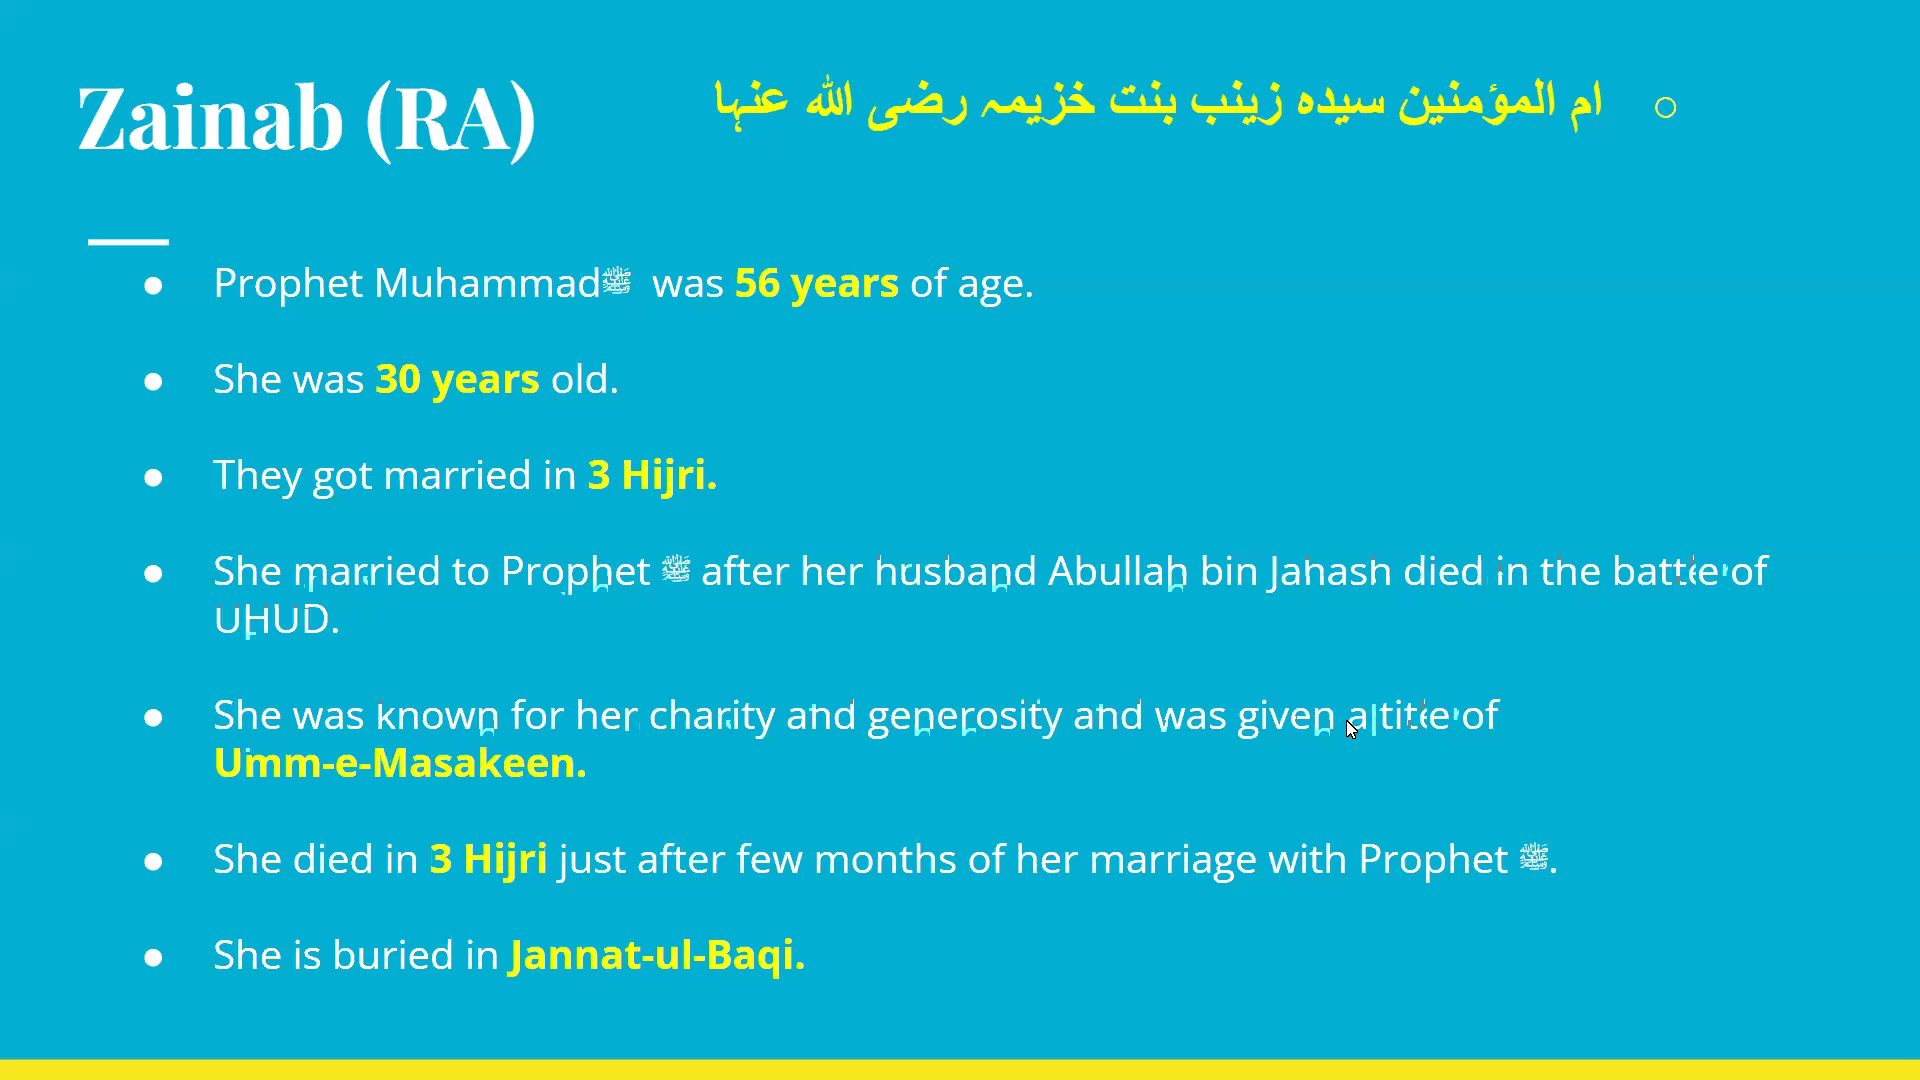 Zainab (RA)
ام المؤمنین سیدہ زینب بنت خزیمہ رضی اللہ عنہا
Prophet Muhammadﷺ was 56 years of age.
She was 30 years old.
They got married in 3 Hijri.
She married to Prophet ﷺ after her husband Abullah bin Jahash died in the battle of
UHUD.
She was known for her charity and generosity and was given a title of
Umm-e-Masakeen.
She died in 3 Hijri just after few months of her marriage with Prophet ﷺ.
She is buried in Jannat-ul-Baqi.